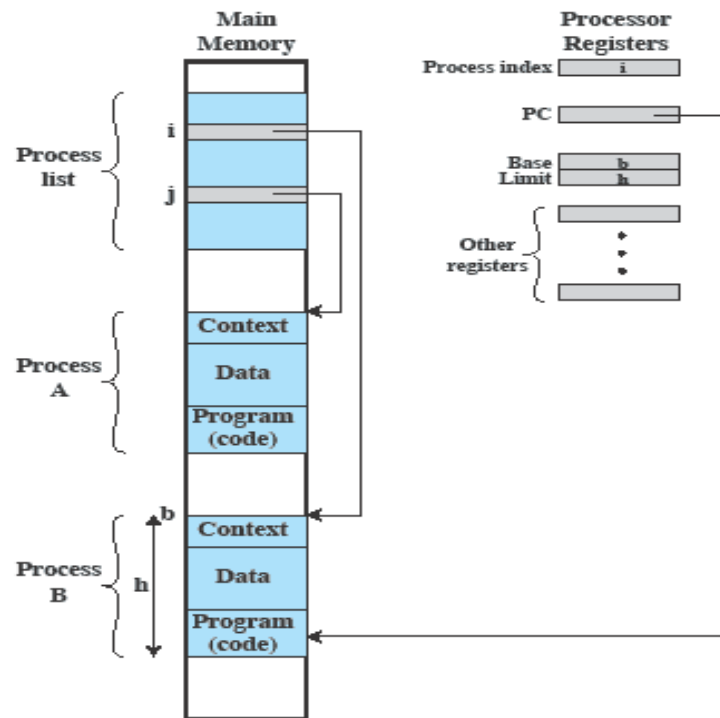 Main
Memory
Processor
Registers
Process index
i
PC
Base
b
Limit
h
Other
registers
Process
list
i
j
Process
A
Context
Data
Program
(code)
b
Process
B
h
Context
Data
Program
(code)